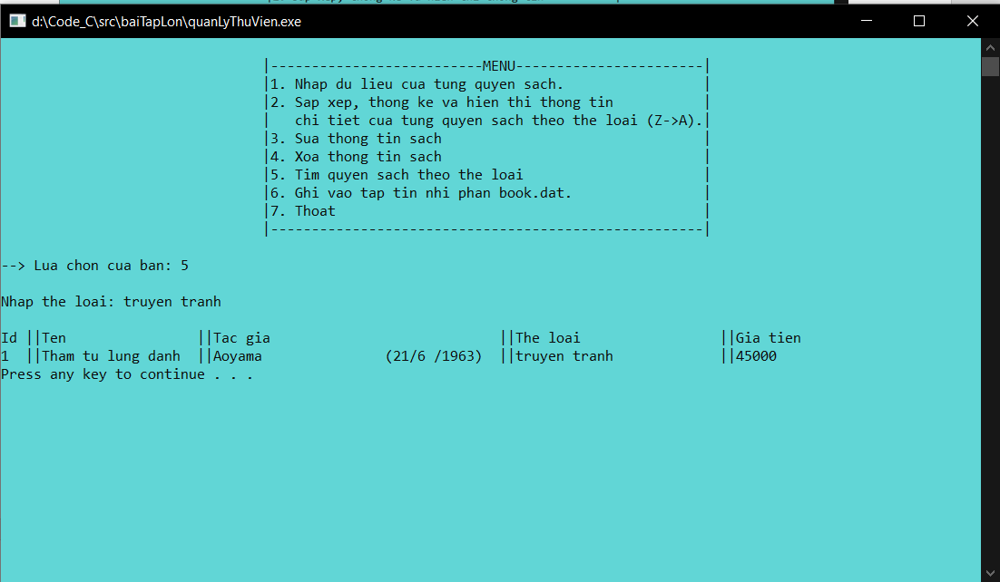 d:\Code_C\src\baiTapLon\quanLyThuVien.exe
|--------------------------MENU-----------------------|
|1. Nhap du lieu cua tung quyen sach.                 |
|2. Sap xep, thong ke va hien thi thong tin           |
|   chi tiet cua tung quyen sach theo the loai (Z->A).|
|3. Sua thong tin sach                                |
|4. Xoa thong tin sach                                |
|5. Tim quyen sach theo the loai                      |
|6. Ghi vao tap tin nhi phan book.dat.                |
|7. Thoat                                             |
|-----------------------------------------------------|
--> Lua chon cua ban: 5
Nhap the loai: truyen tranh
Id ||Ten                ||Tac gia                            ||The loai                 ||Gia tien
1  ||Tham tu lung danh  ||Aoyama               (21/6 /1963)  ||truyen tranh             ||45000
Press any key to continue . . .